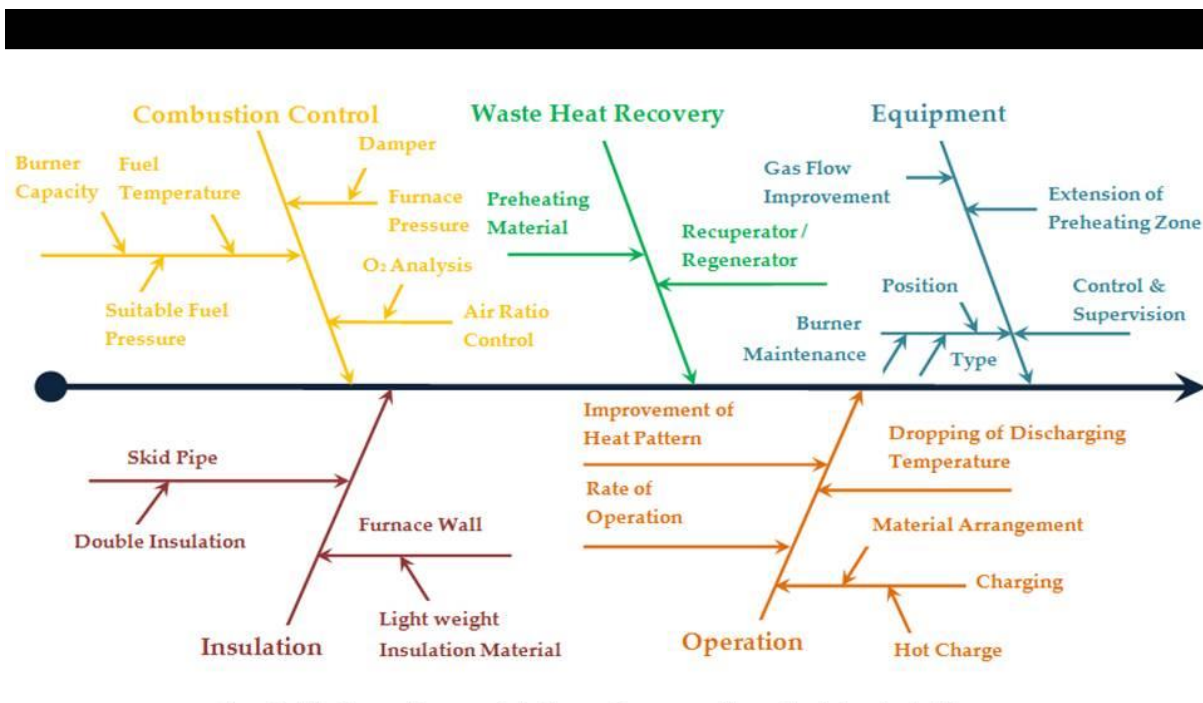 Combustion Control
Burner
Capacity
Fuel
Temperature
Damper
Furnace
Pressure
O₂ Analysis
Suitable Fuel
Pressure
Air Ratio
Control
Waste Heat Recovery
Preheating
Material
Recuperator /
Regenerator
Equipment
Gas Flow
Improvement
Extension of
Preheating Zone
Position
Control &
Supervision
Burner
Maintenance
Type
Skid Pipe
Double Insulation
Furnace Wall
Light weight
Insulation Material
Insulation
Improvement of
Heat Pattern
Dropping of Discharging
Temperature
Rate of
Operation
Material Arrangement
Charging
Hot Charge
Operation